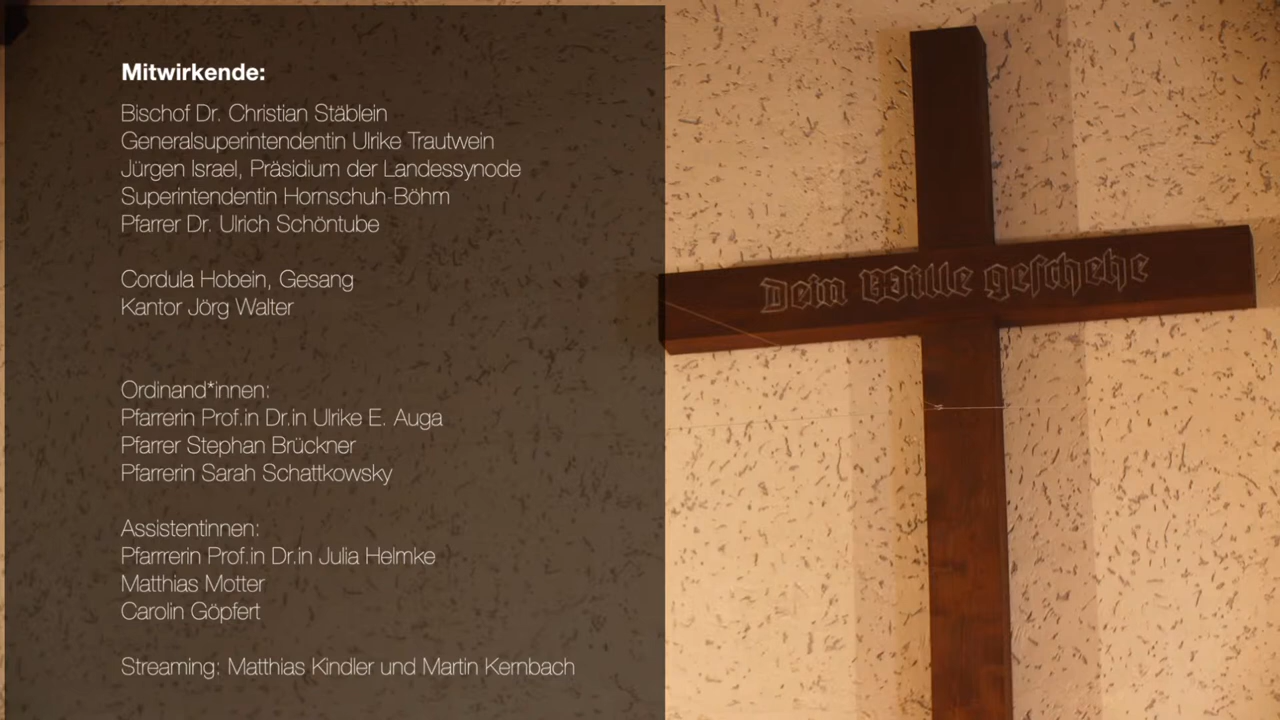 Mitwirkende:
Bischof Dr. Christian Stäblein
Generalsuperintendentin Ulrike Trautwein
Jürgen Israel, Präsidium der Landessynode
Superintendentin Hornschuh-Böhm
Pfarrer Dr. Ulrich Schöntube
Cordula Hobein, Gesang
Kantor Jörg Walter
Ordinand*innen:
Pfarrerin Prof.in Dr.in Ulrike E. Auga
Pfarrer Stephan Brückner
Pfarrerin Sarah Schattkowsky
Assistentinnen:
Pfarrrerin Prof.in Dr.in Julia Helmke
Matthias Motter
Carolin Göpfert
Streaming: Matthias Kindler und Martin Kernbach
Dein Wille geſchehe